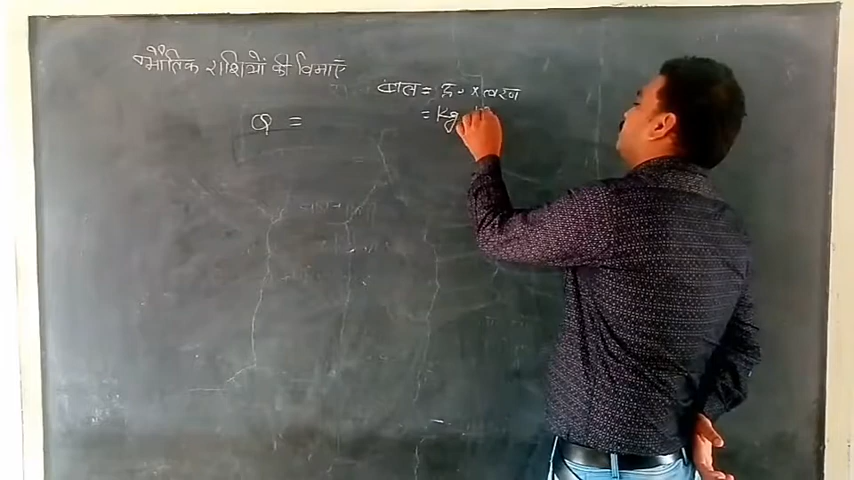 भौतिक राशियों की विमाएँ
बल = द्र० x त्वरण
Q =
= Kg